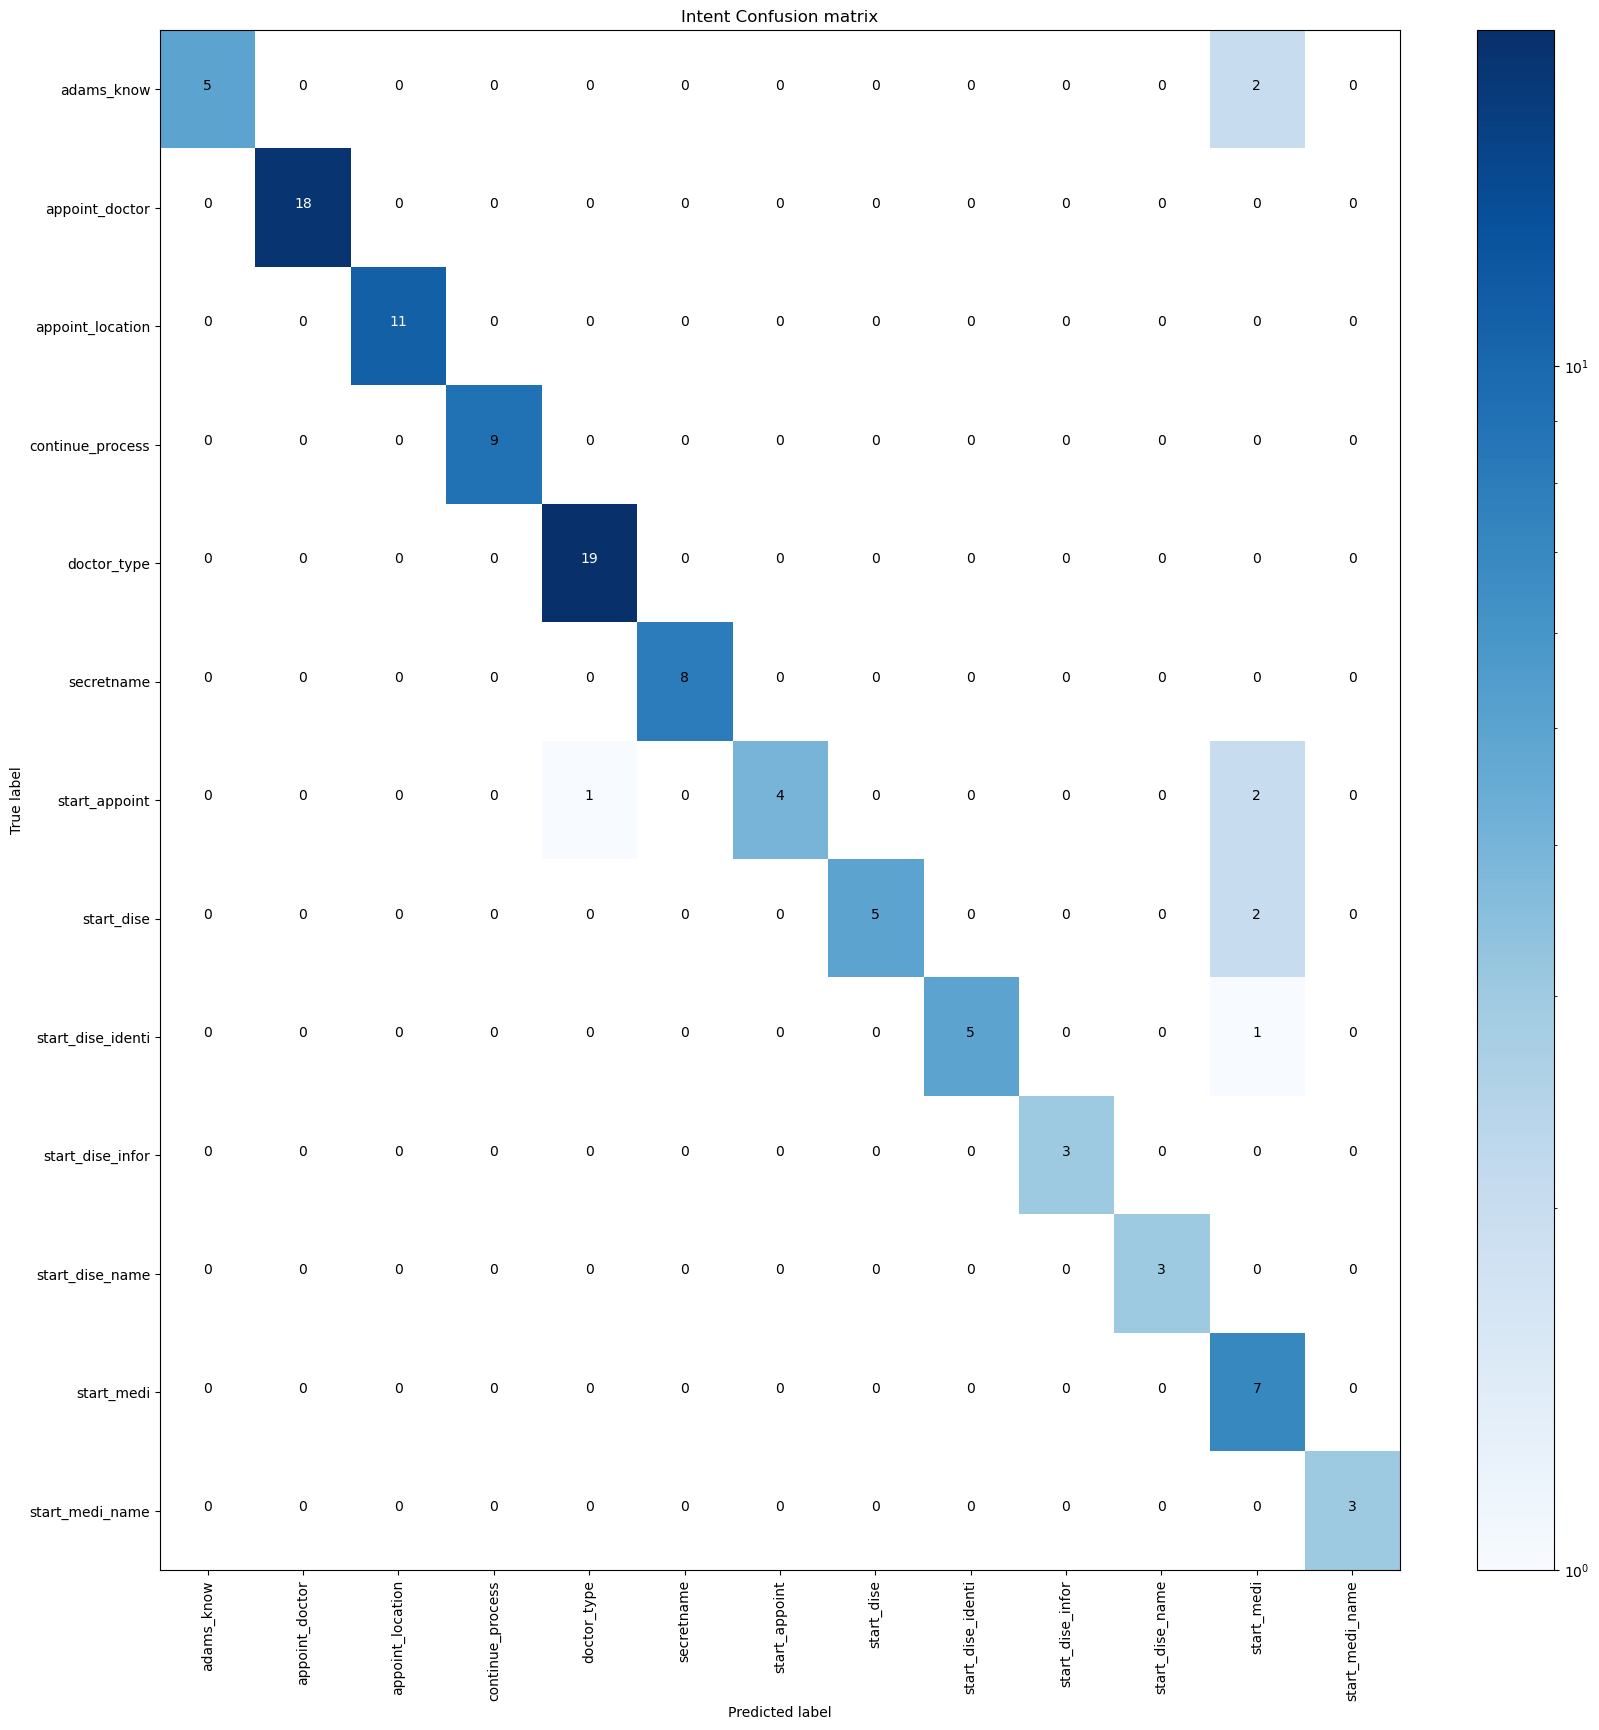 Intent Confusion matrix
adams_know 5 0 0 0 0 0 0 0 0 0 0 2 0
appoint_doctor 0 18 0 0 0 0 0 0 0 0 0 0 0
appoint_location 0 0 11 0 0 0 0 0 0 0 0 0 0
continue_process 0 0 0 9 0 0 0 0 0 0 0 0 0
doctor_type 0 0 0 0 19 0 0 0 0 0 0 0 0
secretname 0 0 0 0 0 8 0 0 0 0 0 0 0
start_appoint 0 0 0 0 1 0 4 0 0 0 0 2 0
start_dise 0 0 0 0 0 0 0 5 0 0 0 2 0
start_dise_identi 0 0 0 0 0 0 0 0 5 0 0 1 0
start_dise_infor 0 0 0 0 0 0 0 0 0 3 0 0 0
start_dise_name 0 0 0 0 0 0 0 0 0 0 3 0 0
start_medi 0 0 0 0 0 0 0 0 0 0 0 7 0
start_medi_name 0 0 0 0 0 0 0 0 0 0 0 0 3
True label
adams_know
appoint_doctor
appoint_location
continue_process
doctor_type
secretname
start_appoint
start_dise
start_dise_identi
start_dise_infor
start_dise_name
start_medi
start_medi_name
Predicted label
10¹
10⁰